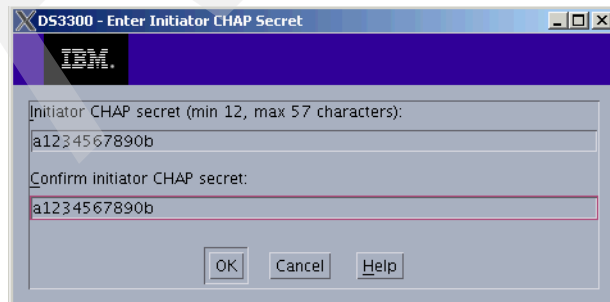 DS3300 - Enter Initiator CHAP Secret
IBM.
Initiator CHAP secret (min 12, max 57 characters):
a1234567890b
Confirm initiator CHAP secret:
a1234567890b
OK Cancel Help